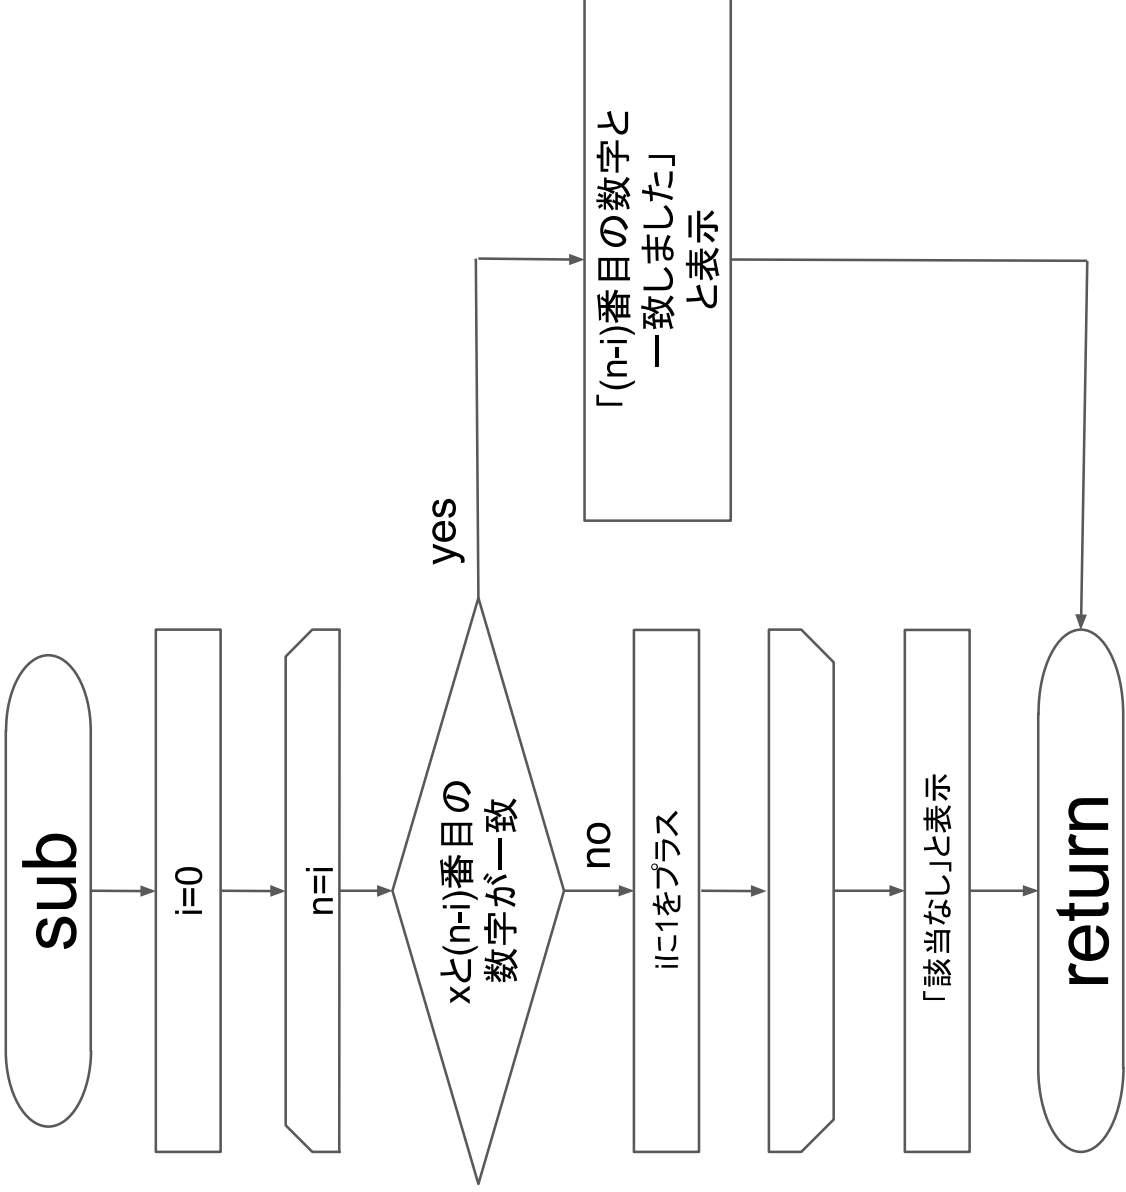 sub
i=0
n=i
xと(n-i)番目の
数字が一致
yes
no
「(n-i)番目の数字と
一致しました」
と表示
iに1をプラス
「該当なし」と表示
return